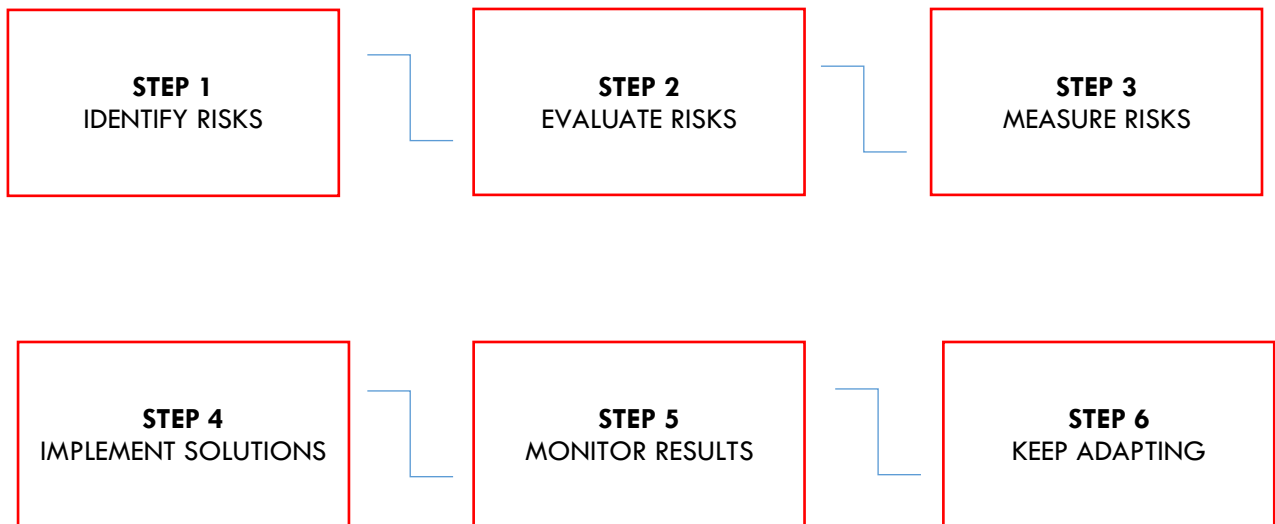 STEP 1
IDENTIFY RISKS
STEP 2
EVALUATE RISKS
STEP 3
MEASURE RISKS
STEP 4
IMPLEMENT SOLUTIONS
STEP 5
MONITOR RESULTS
STEP 6
KEEP ADAPTING